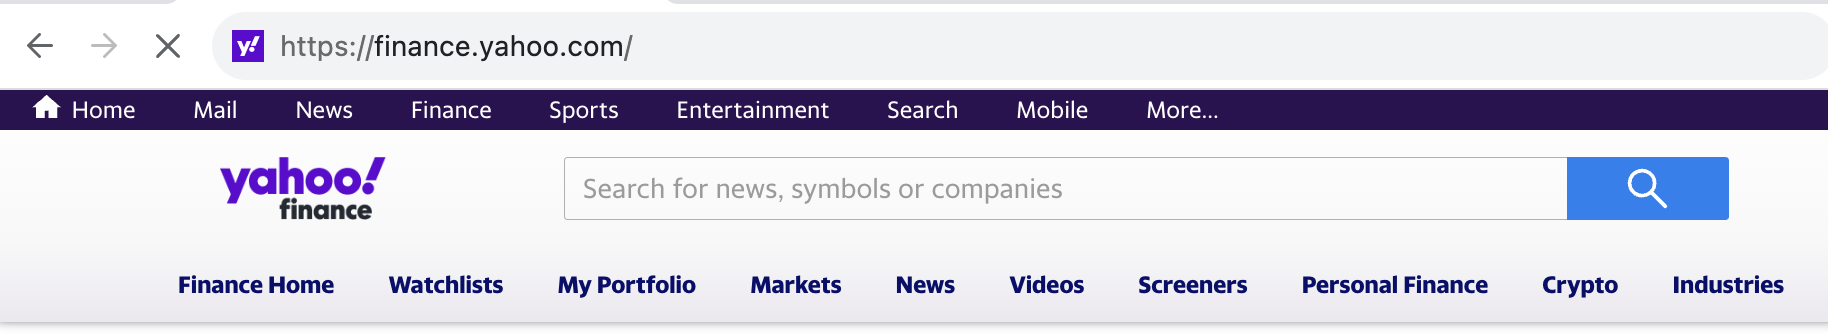 y! https://finance.yahoo.com/
Home Mail News Finance Sports Entertainment Search Mobile More...
yahoo!
finance
Search for news, symbols or companies
Finance Home Watchlists My Portfolio Markets News Videos Screeners Personal Finance Crypto Industries